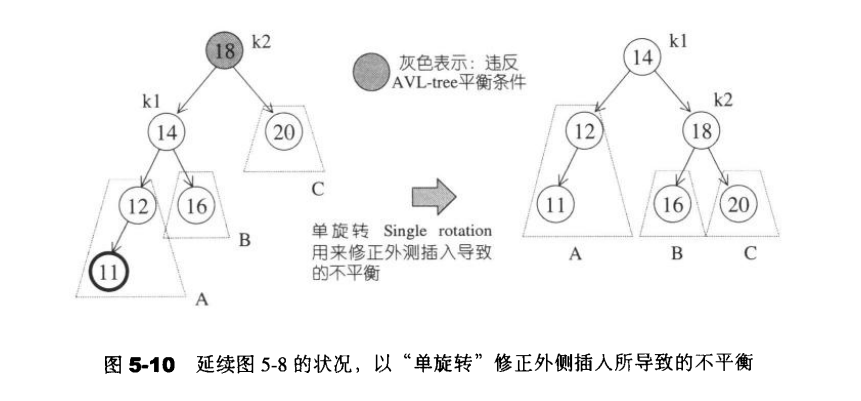 18
k2
灰色表示：违反
AVL-tree平衡条件
k1
14
20
C
12
16
B
11
A
单旋转 Single rotation
用来修正外测插入导致
的不平衡
k1
14
k2
12
18
11
16
20
A
B
C
图 5-10 延续图 5-8 的状况，以“单旋转”修正外侧插入所导致的不平衡